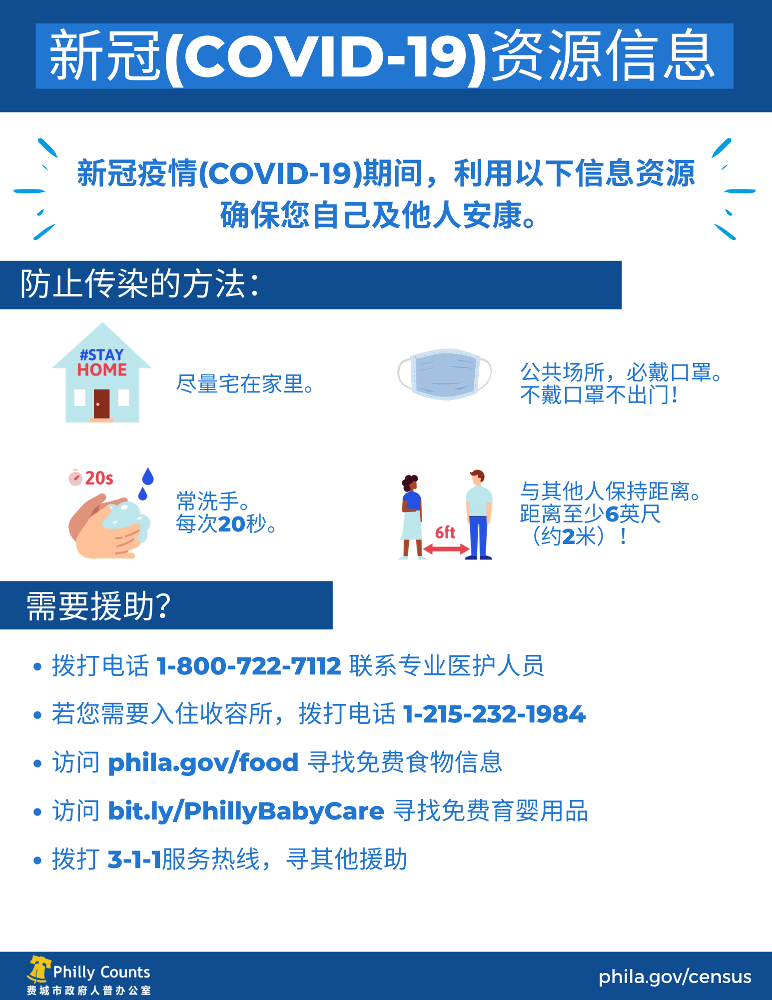 新冠(COVID-19)资源信息
新冠疫情(COVID-19)期间，利用以下信息资源
确保您自己及他人安康。
防止传染的方法：
#STAY
HOME
尽量宅在家里。
公共场所，必戴口罩。
不戴口罩不出门！
20s
常洗手。
每次20秒。
6ft
与其他人保持距离。
距离至少6英尺
（约2米）！
需要援助？
• 拨打电话 1-800-722-7112 联系专业医护人员
• 若您需要入住收容所，拨打电话 1-215-232-1984
• 访问 phila.gov/food 寻找免费食物信息
• 访问 bit.ly/PhillyBabyCare 寻找免费育婴用品
• 拨打 3-1-1服务热线，寻其他援助
Philly Counts
费城市政府人普办公室
phila.gov/census